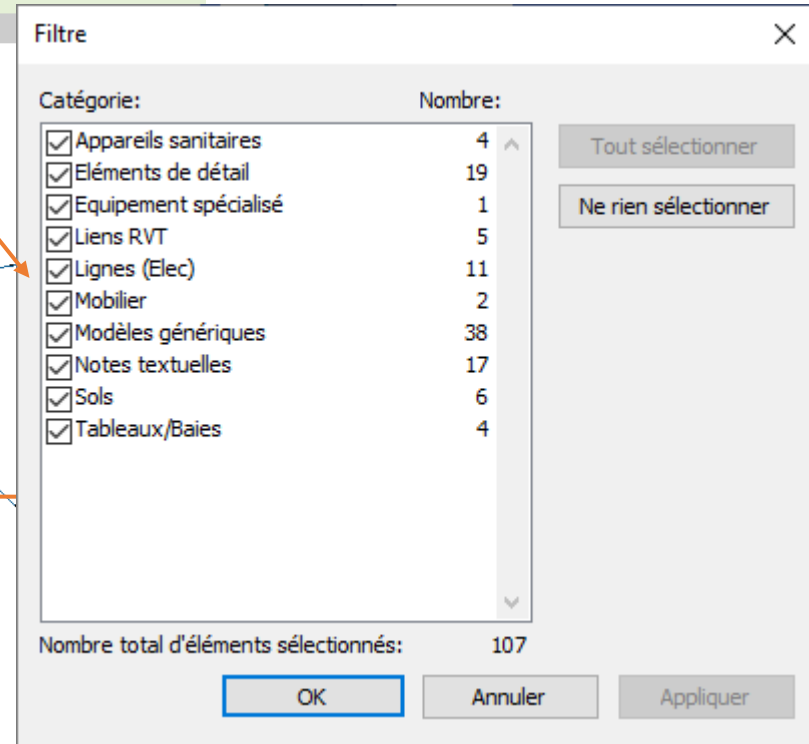 Filtre
Catégorie: Nombre:
Appareils sanitaires 4
Eléments de détail 19
Equipement spécialisé 1
Liens RVT 5
Lignes (Elec) 11
Mobilier 2
Modèles génériques 38
Notes textuelles 17
Sols 6
Tableaux/Baies 4
Tout sélectionner
Ne rien sélectionner
Nombre total d'éléments sélectionnés: 107
OK Annuler Appliquer